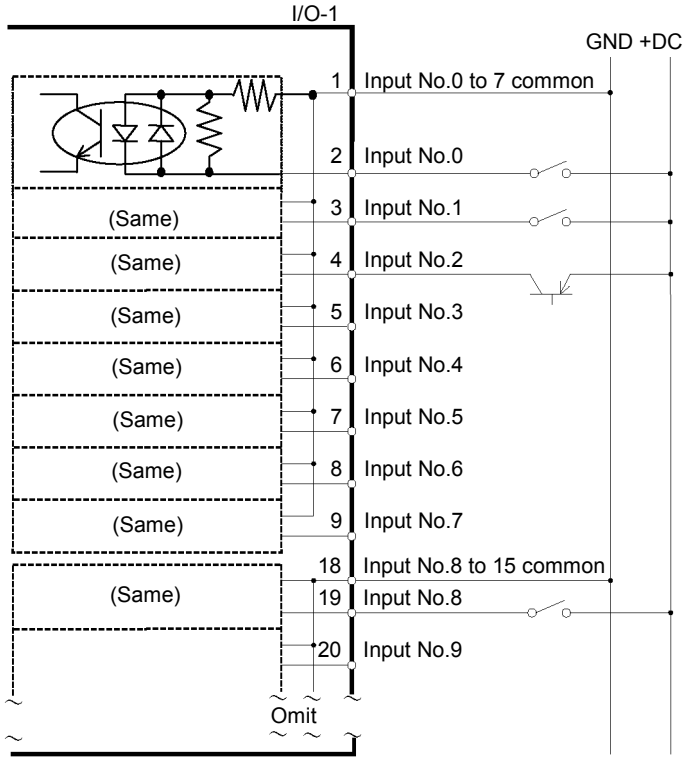 I/O-1
GND +DC
1 Input No.0 to 7 common
2 Input No.0
(Same) 3 Input No.1
(Same) 4 Input No.2
(Same) 5 Input No.3
(Same) 6 Input No.4
(Same) 7 Input No.5
(Same) 8 Input No.6
(Same) 9 Input No.7
18 Input No.8 to 15 common
(Same) 19 Input No.8
20 Input No.9
Omit